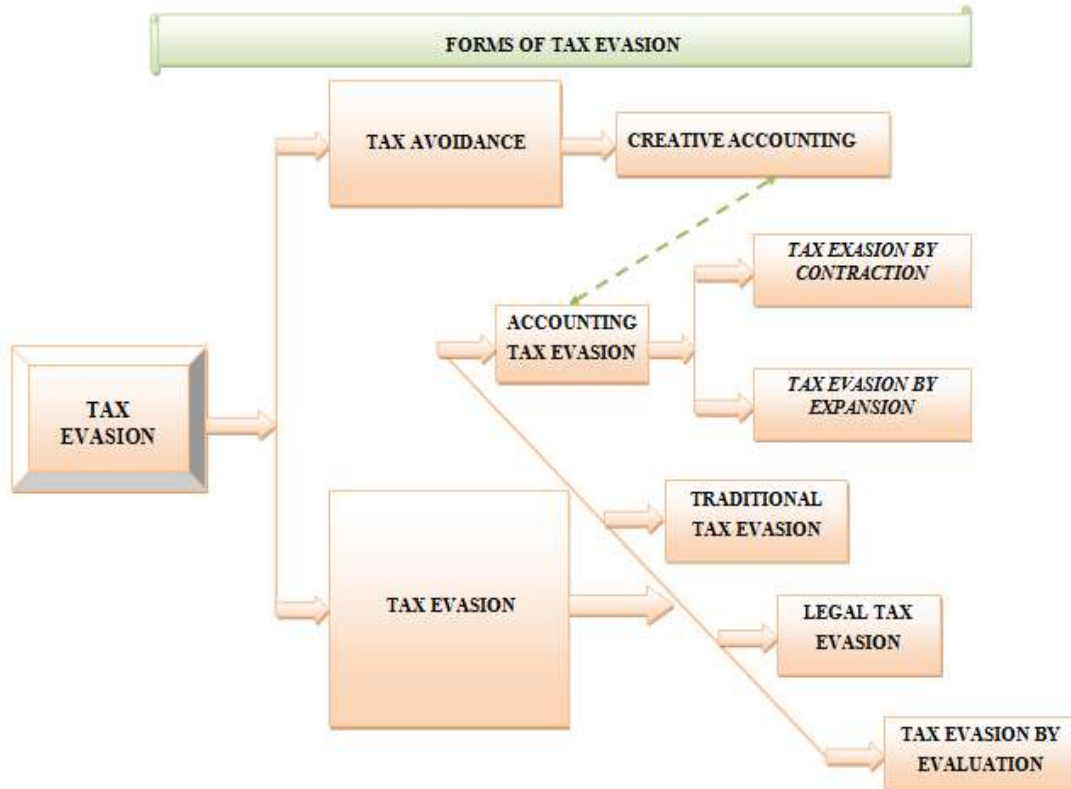 FORMS OF TAX EVASION
TAX AVOIDANCE
CREATIVE ACCOUNTING
TAX EXASION BY
CONTRACTION
ACCOUNTING
TAX EVASION
TAX EVASION BY
EXPANSION
TAX
EVASION
TRADITIONAL
TAX EVASION
TAX EVASION
LEGAL TAX
EVASION
TAX EVASION BY
EVALUATION